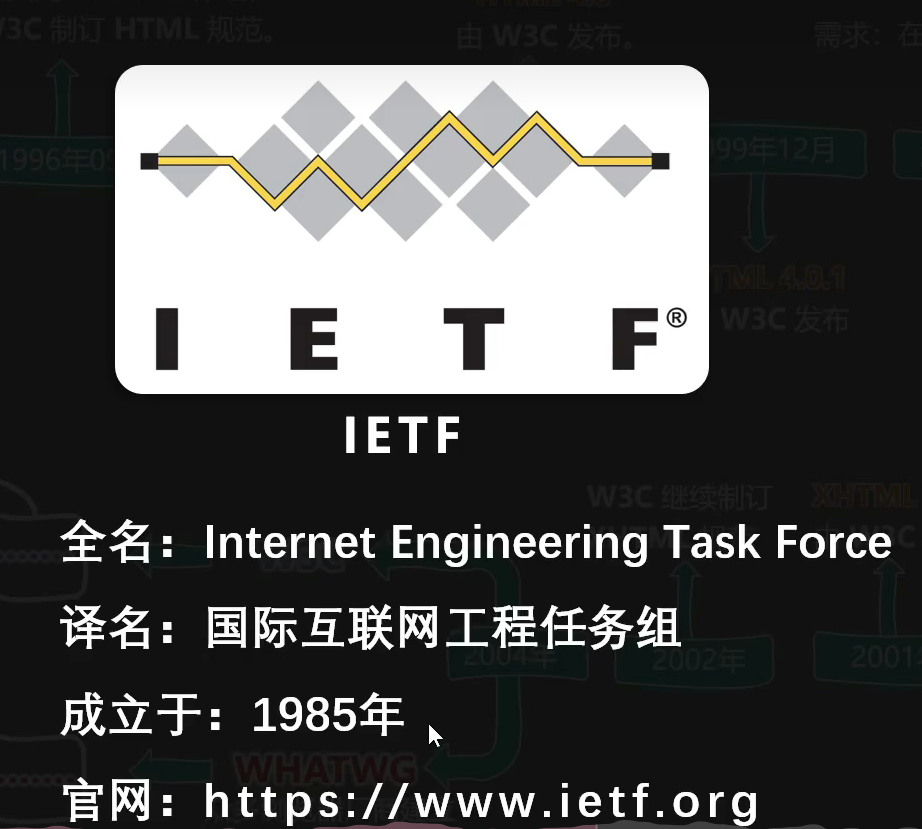 W3C 制订 HTML 规范。
由 W3C 发布。
需求：在
1996年0
99年12月
TML 4.0.1
W3C 发布
I E T F®
IETF
W3C 继续制订
XHTML
W3C
全名：Internet Engineering Task Force
译名：国际互联网工程任务组
2004年
2002年
2001
成立于：1985年
WHATWG
官网：https://www.ietf.org